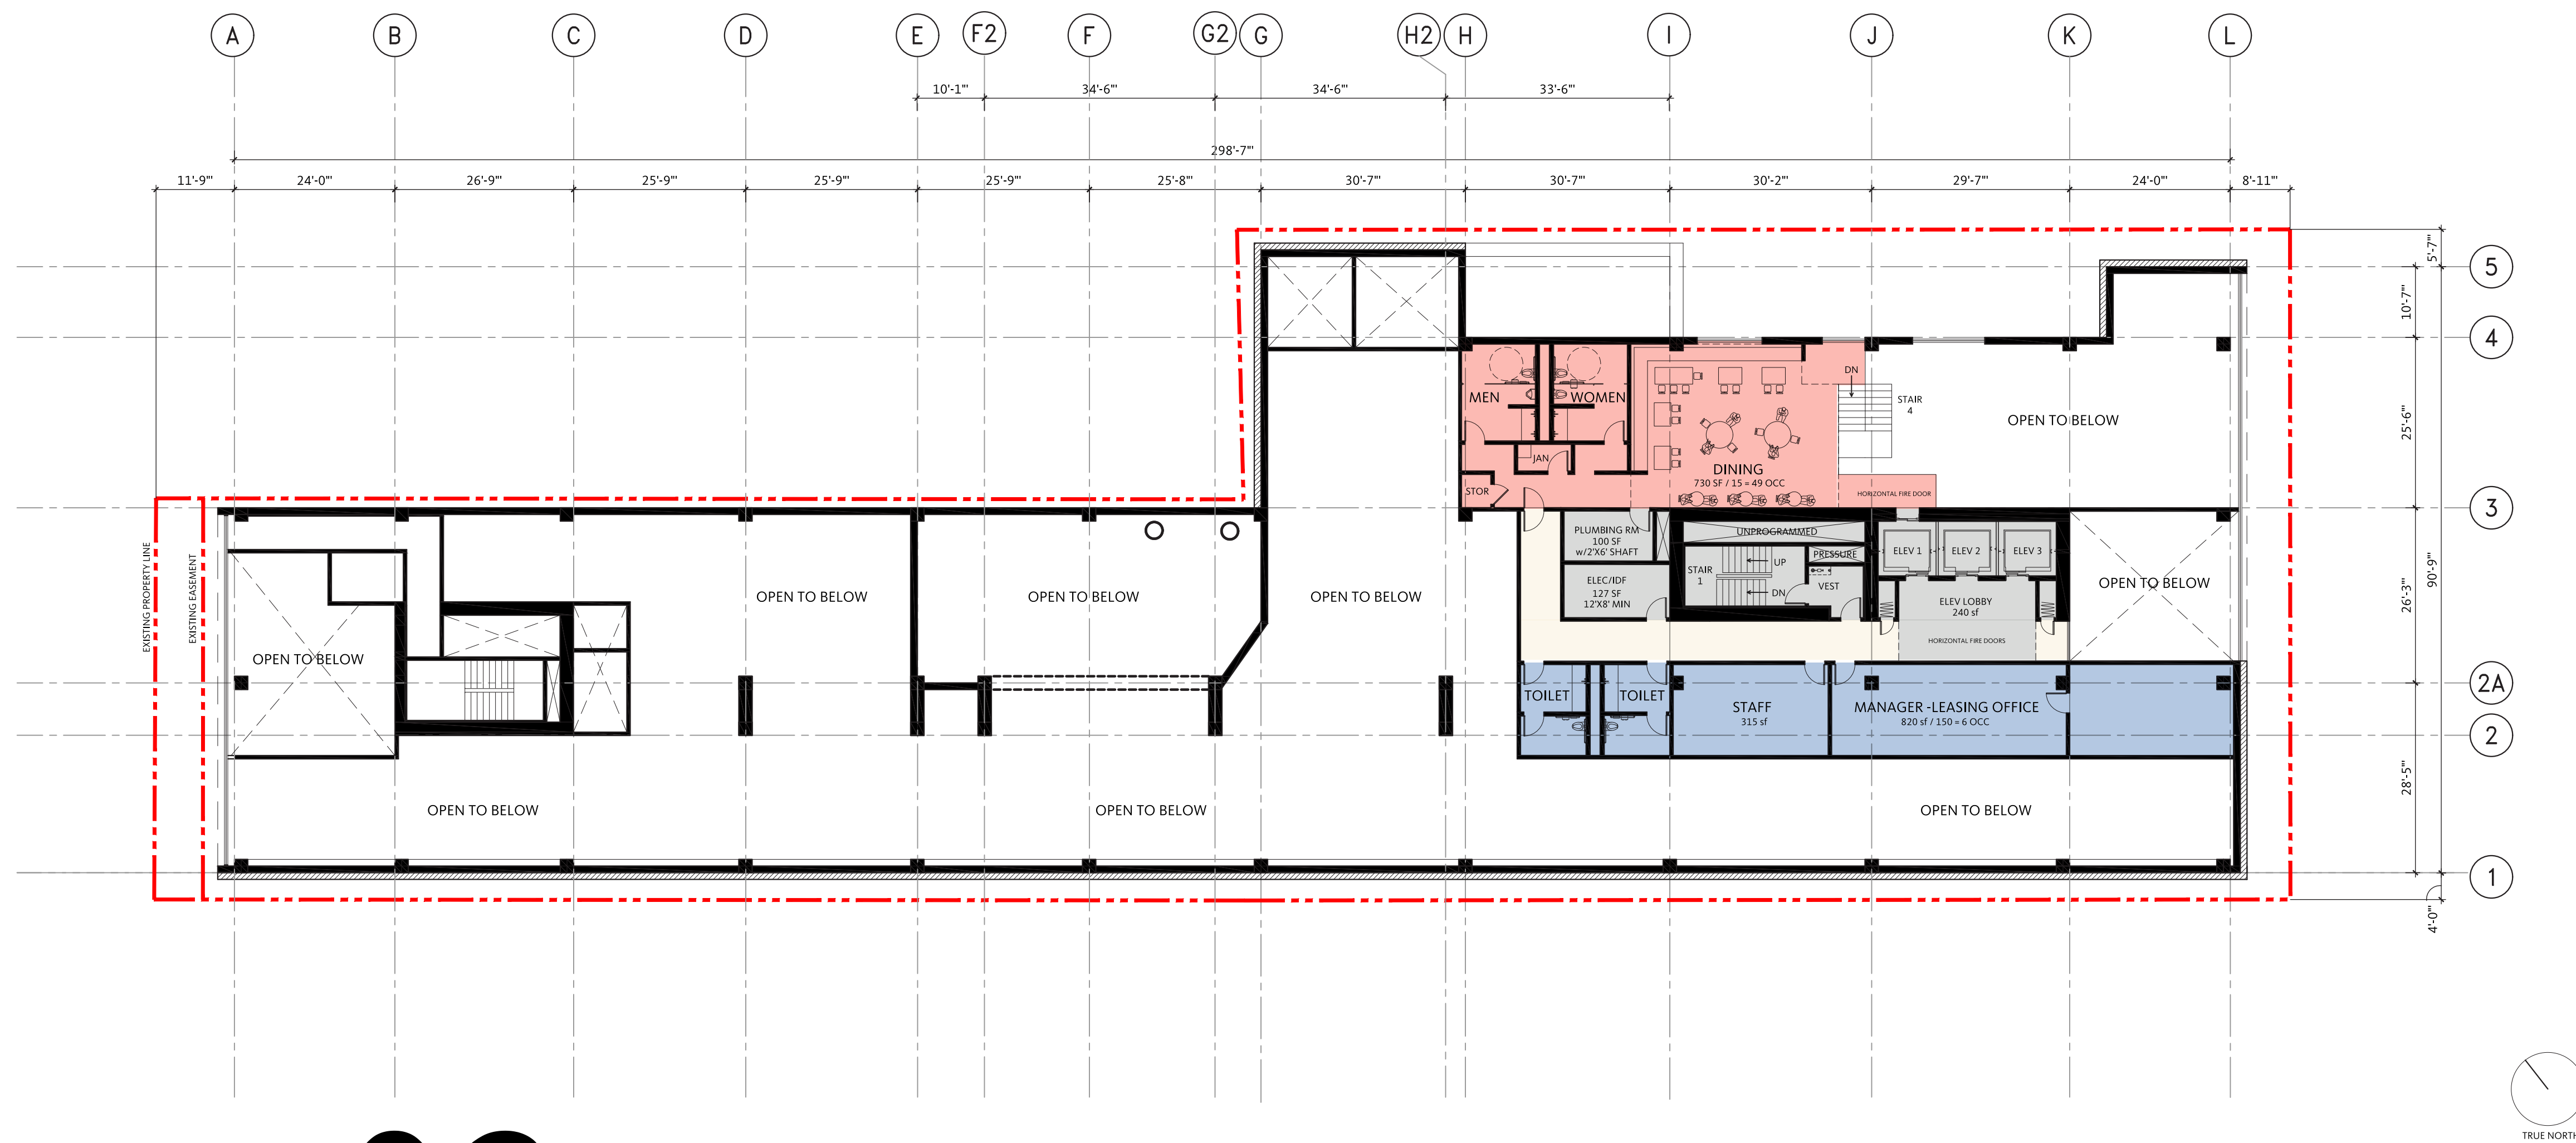 A
B
C
D
E
F2
F
G2
G
H2
H
I
J
K
L
10'-1"'
34'-6"'
34'-6"'
33'-6"'
298'-7"'
11'-9"'
24'-0"'
26'-9"'
25'-9"'
25'-9"'
25'-9"'
25'-8"'
30'-7"'
30'-7"'
30'-2"'
29'-7"'
24'-0"'
8'-11"'
5'-7"'
5
10'-7"'
4
25'-6"'
3
90'-9"'
26'-3"'
2A
2
28'-5"'
1
4'-0"'
EXISTING PROPERTY LINE
EXISTING EASEMENT
MEN
WOMEN
JAN
STOR
DINING
730 SF / 15 = 49 OCC
DN
STAIR
4
HORIZONTAL FIRE DOOR
OPEN TO BELOW
PLUMBING RM
100 SF
w/2'X6' SHAFT
ELEC/IDF
127 SF
12'X8' MIN
UNPROGRAMMED
STAIR
1
UP
DN
PRESSURE
VEST
ELEV 1
ELEV 2
ELEV 3
ELEV LOBBY
240 sf
HORIZONTAL FIRE DOORS
OPEN TO BELOW
OPEN TO BELOW
OPEN TO BELOW
OPEN TO BELOW
OPEN TO BELOW
TOILET
TOILET
STAFF
315 sf
MANAGER -LEASING OFFICE
820 sf / 150 = 6 OCC
OPEN TO BELOW
OPEN TO BELOW
OPEN TO BELOW
TRUE NORTH